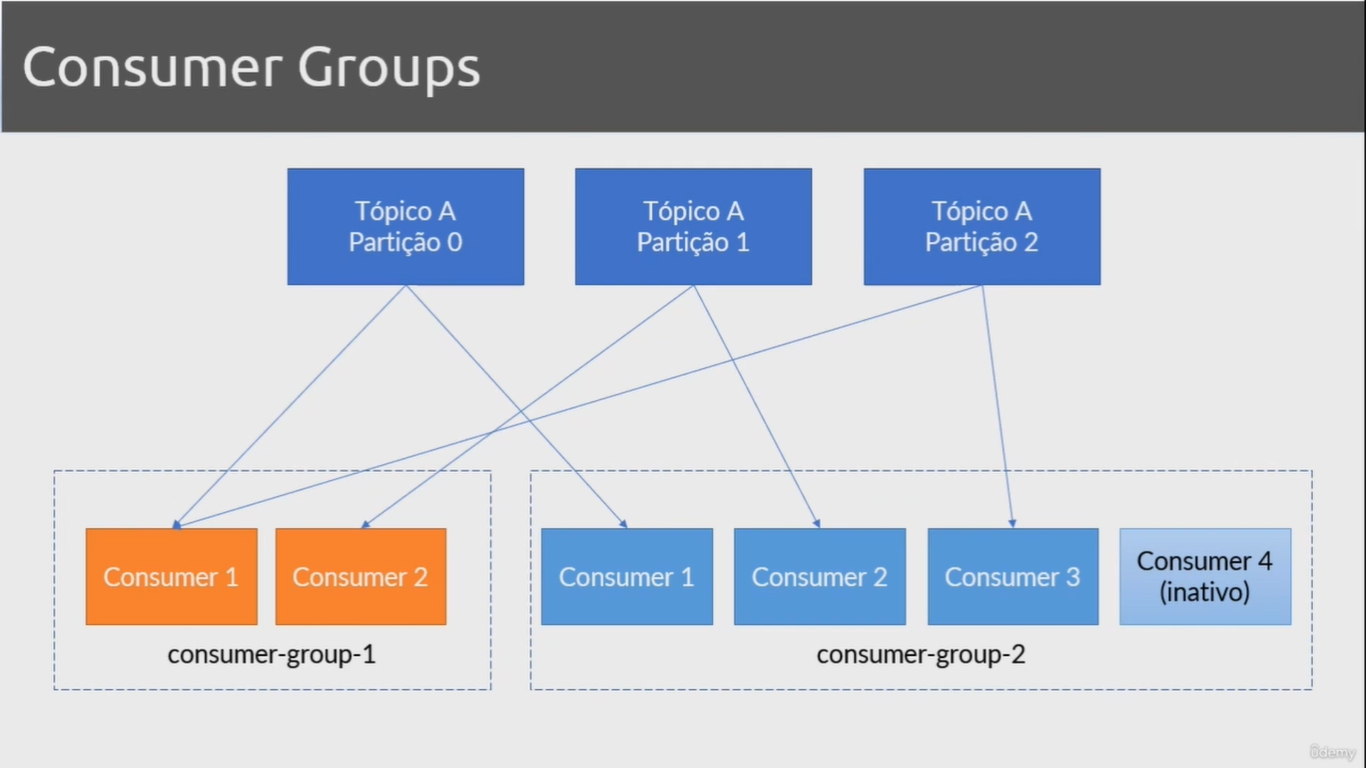 Consumer Groups
Tópico A
Partição 0
Tópico A
Partição 1
Tópico A
Partição 2
Consumer 1
Consumer 2
consumer-group-1
Consumer 1
Consumer 2
Consumer 3
Consumer 4
(inativo)
consumer-group-2
ûdemy